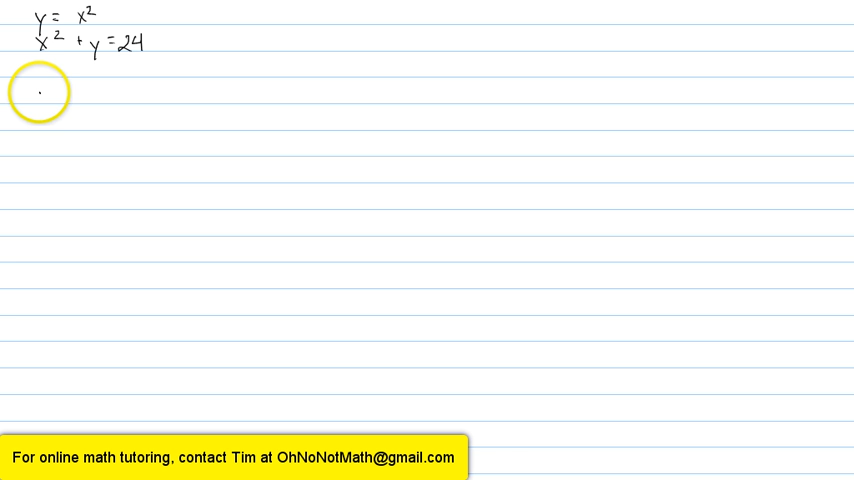 y = x²
x² + y = 24
For online math tutoring, contact Tim at OhNoNotMath@gmail.com